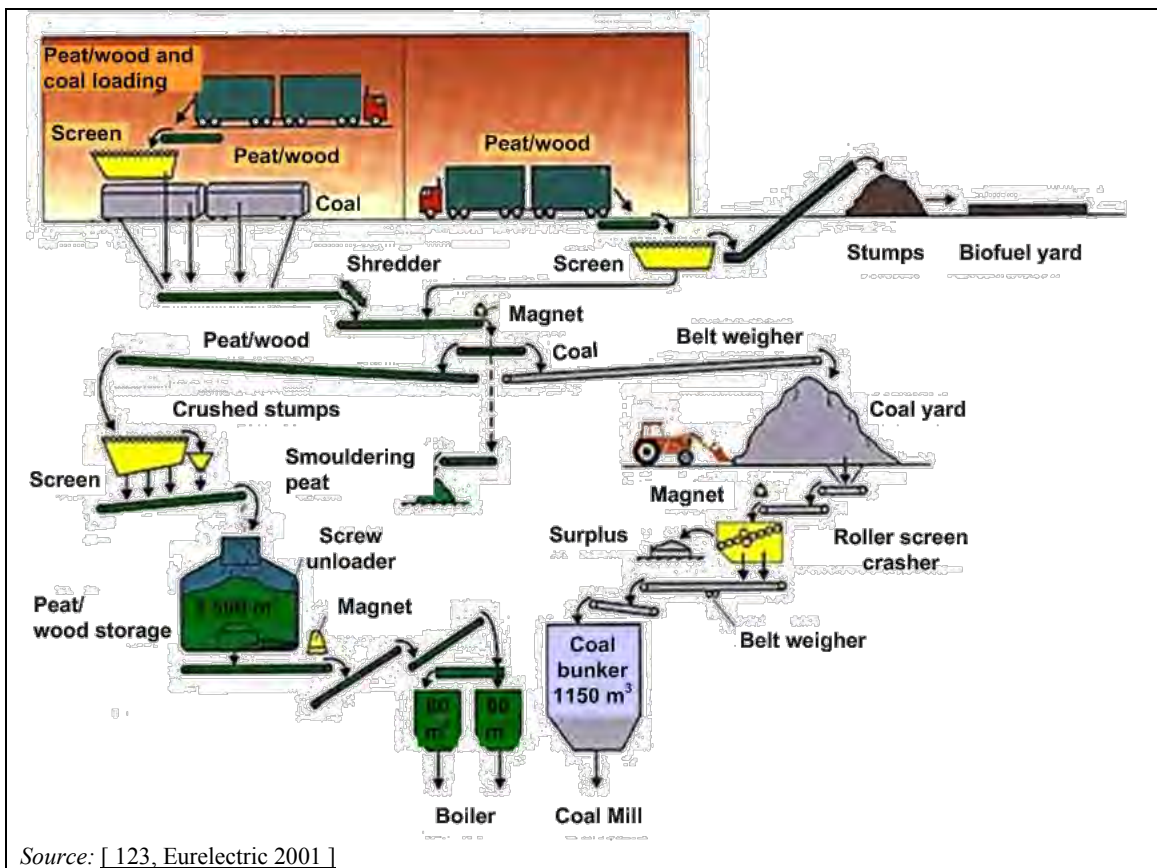 Peat/wood and
coal loading
Screen
Peat/wood
Coal
Peat/wood
Screen
Stumps
Biofuel yard
Shredder
Magnet
Peat/wood
Coal
Belt weigher
Crushed stumps
Coal yard
Screen
Smouldering
peat
Magnet
Surplus
Roller screen
crasher
Screw
unloader
Peat/
wood storage
Magnet
Belt weigher
Coal
bunker
1150 m³
Boiler
Coal Mill
Source: [ 123, Eurelectric 2001 ]